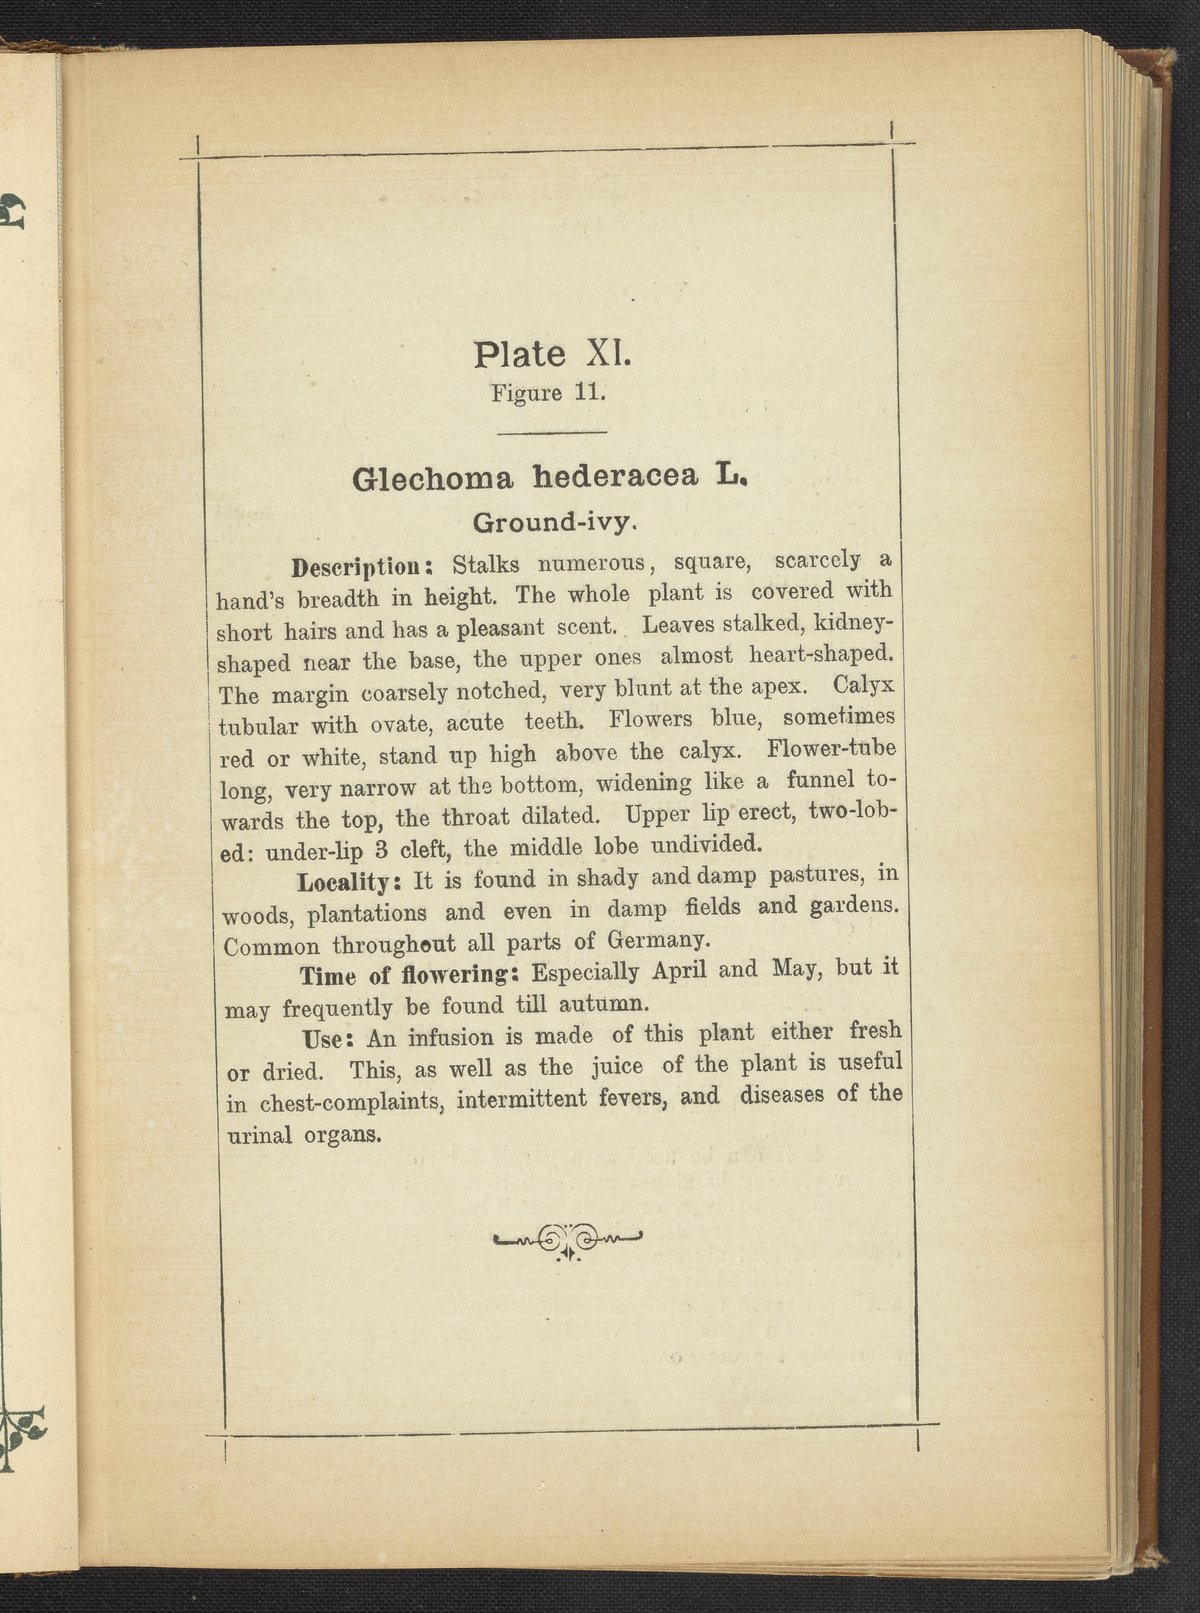 Plate XI.
Figure 11.
Glechoma hederacea L.
Ground-ivy.
Description: Stalks numerous, square, scarcely a
hand's breadth in height. The whole plant is covered with
short hairs and has a pleasant scent. Leaves stalked, kidney-
shaped near the base, the upper ones almost heart-shaped.
The margin coarsely notched, very blunt at the apex. Calyx
tubular with ovate, acute teeth. Flowers blue, sometimes
red or white, stand up high above the calyx. Flower-tube
long, very narrow at the bottom, widening like a funnel to-
wards the top, the throat dilated. Upper lip erect, two-lob-
ed: under-lip 3 cleft, the middle lobe undivided.
Locality: It is found in shady and damp pastures, in
woods, plantations and even in damp fields and gardens.
Common throughout all parts of Germany.
Time of flowering: Especially April and May, but it
may frequently be found till autumn.
Use: An infusion is made of this plant either fresh
or dried. This, as well as the juice of the plant is useful
in chest-complaints, intermittent fevers, and diseases of the
urinal organs.